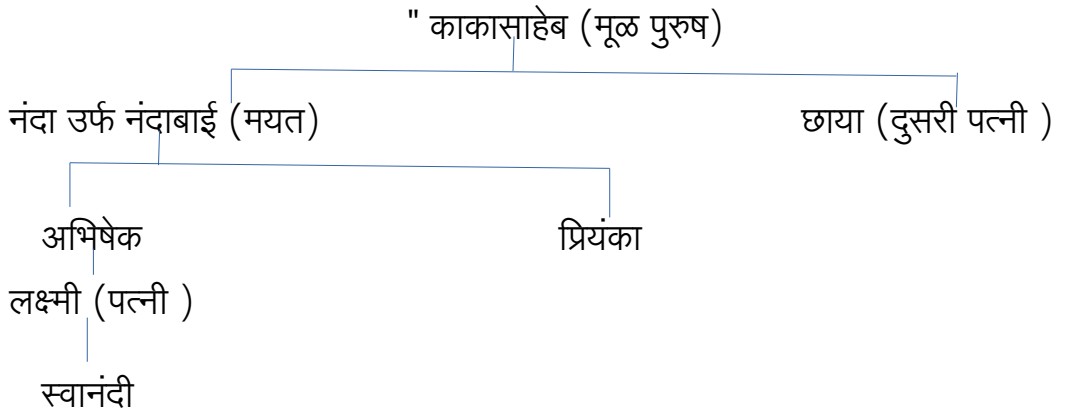 " काकासाहेब (मूळ पुरुष)
नंदा उर्फ नंदाबाई (मयत) छाया (दुसरी पत्नी )
अभिषेक प्रियंका
लक्ष्मी (पत्नी )
स्वानंदी